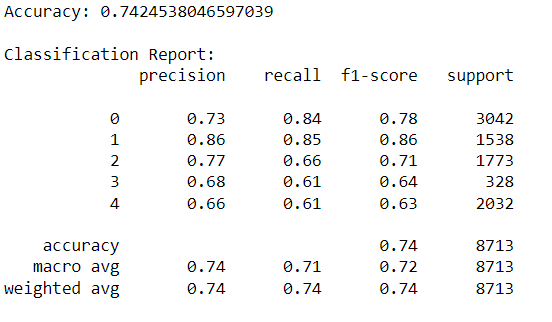 Accuracy: 0.7424538046597039
Classification Report:
precision recall f1-score support
0 0.73 0.84 0.78 3042
1 0.86 0.85 0.86 1538
2 0.77 0.66 0.71 1773
3 0.68 0.61 0.64 328
4 0.66 0.61 0.63 2032
accuracy 0.74 8713
macro avg 0.74 0.71 0.72 8713
weighted avg 0.74 0.74 0.74 8713